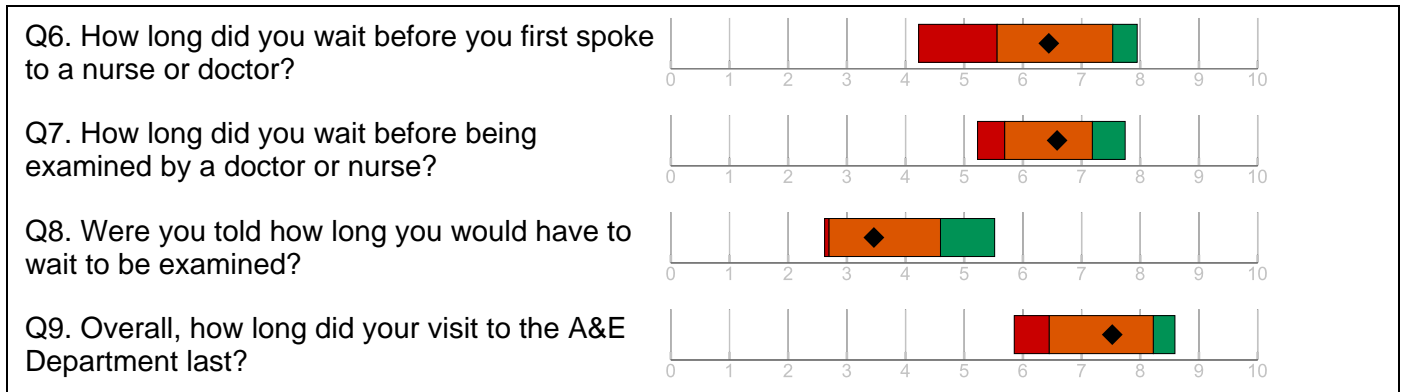 Q6. How long did you wait before you first spoke
to a nurse or doctor?
0 1 2 3 4 5 6 7 8 9 10
Q7. How long did you wait before being
examined by a doctor or nurse?
0 1 2 3 4 5 6 7 8 9 10
Q8. Were you told how long you would have to
wait to be examined?
0 1 2 3 4 5 6 7 8 9 10
Q9. Overall, how long did your visit to the A&E
Department last?
0 1 2 3 4 5 6 7 8 9 10